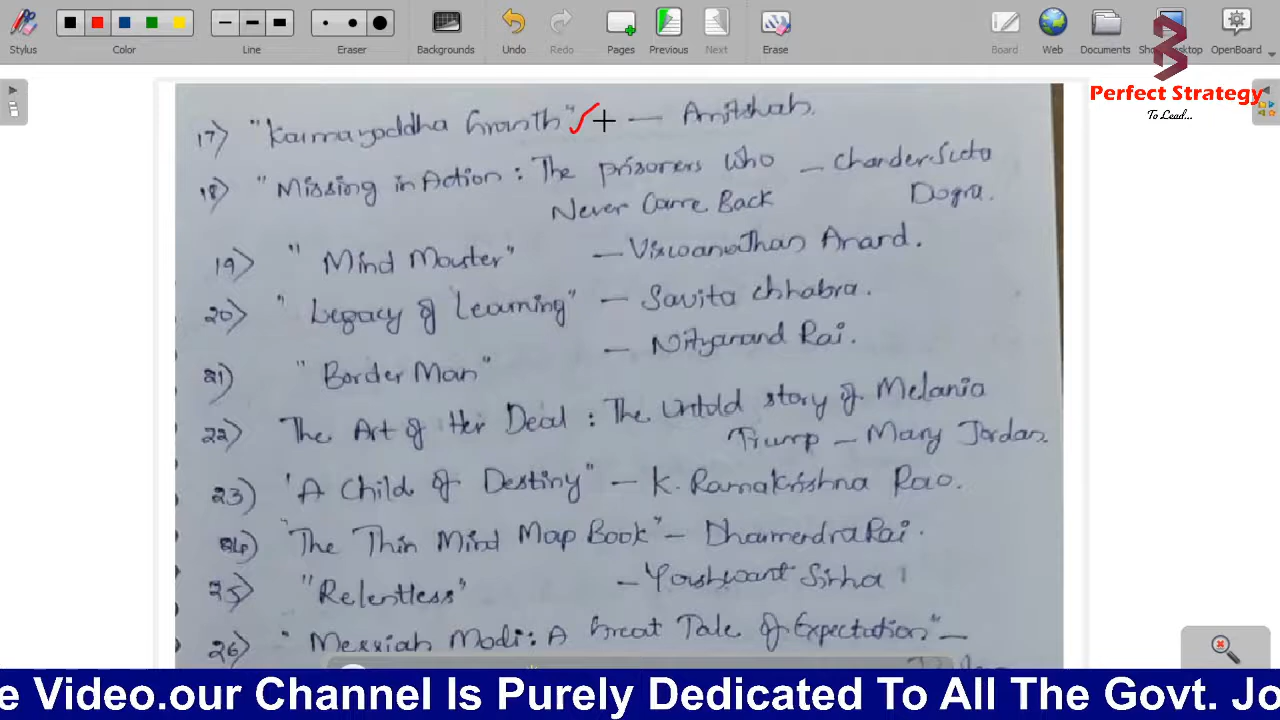 Stylus
Color
Line
Eraser
Backgrounds
Undo
Redo
Pages
Previous
Next
Erase
Board
Web
Documents
Show Desktop
OpenBoard
Perfect Strategy
To Lead...
17) "Karmayoddha Granth" — Amitshah.
18) "Missing in Action : The prisoners who — Chander Suta
Never Came Back Dogra.
19) "Mind Master" — Viswanathan Anand.
20) "Legacy of Learning" — Savita Chhabra.
21) "Border Man" — Nityanand Rai.
22) The Art of Her Deal : The Untold story of Melania
Trump — Mary Jordan.
23) 'A Child of Destiny" — K. Ramakrishna Rao.
24) "The Thin Mind Map Book" — Dharmendra Rai.
25) "Relentless" — Yashwant Sinha
26) "Messiah Modi: A Great Tale of Expectation" —
e Video.our Channel Is Purely Dedicated To All The Govt. Jo